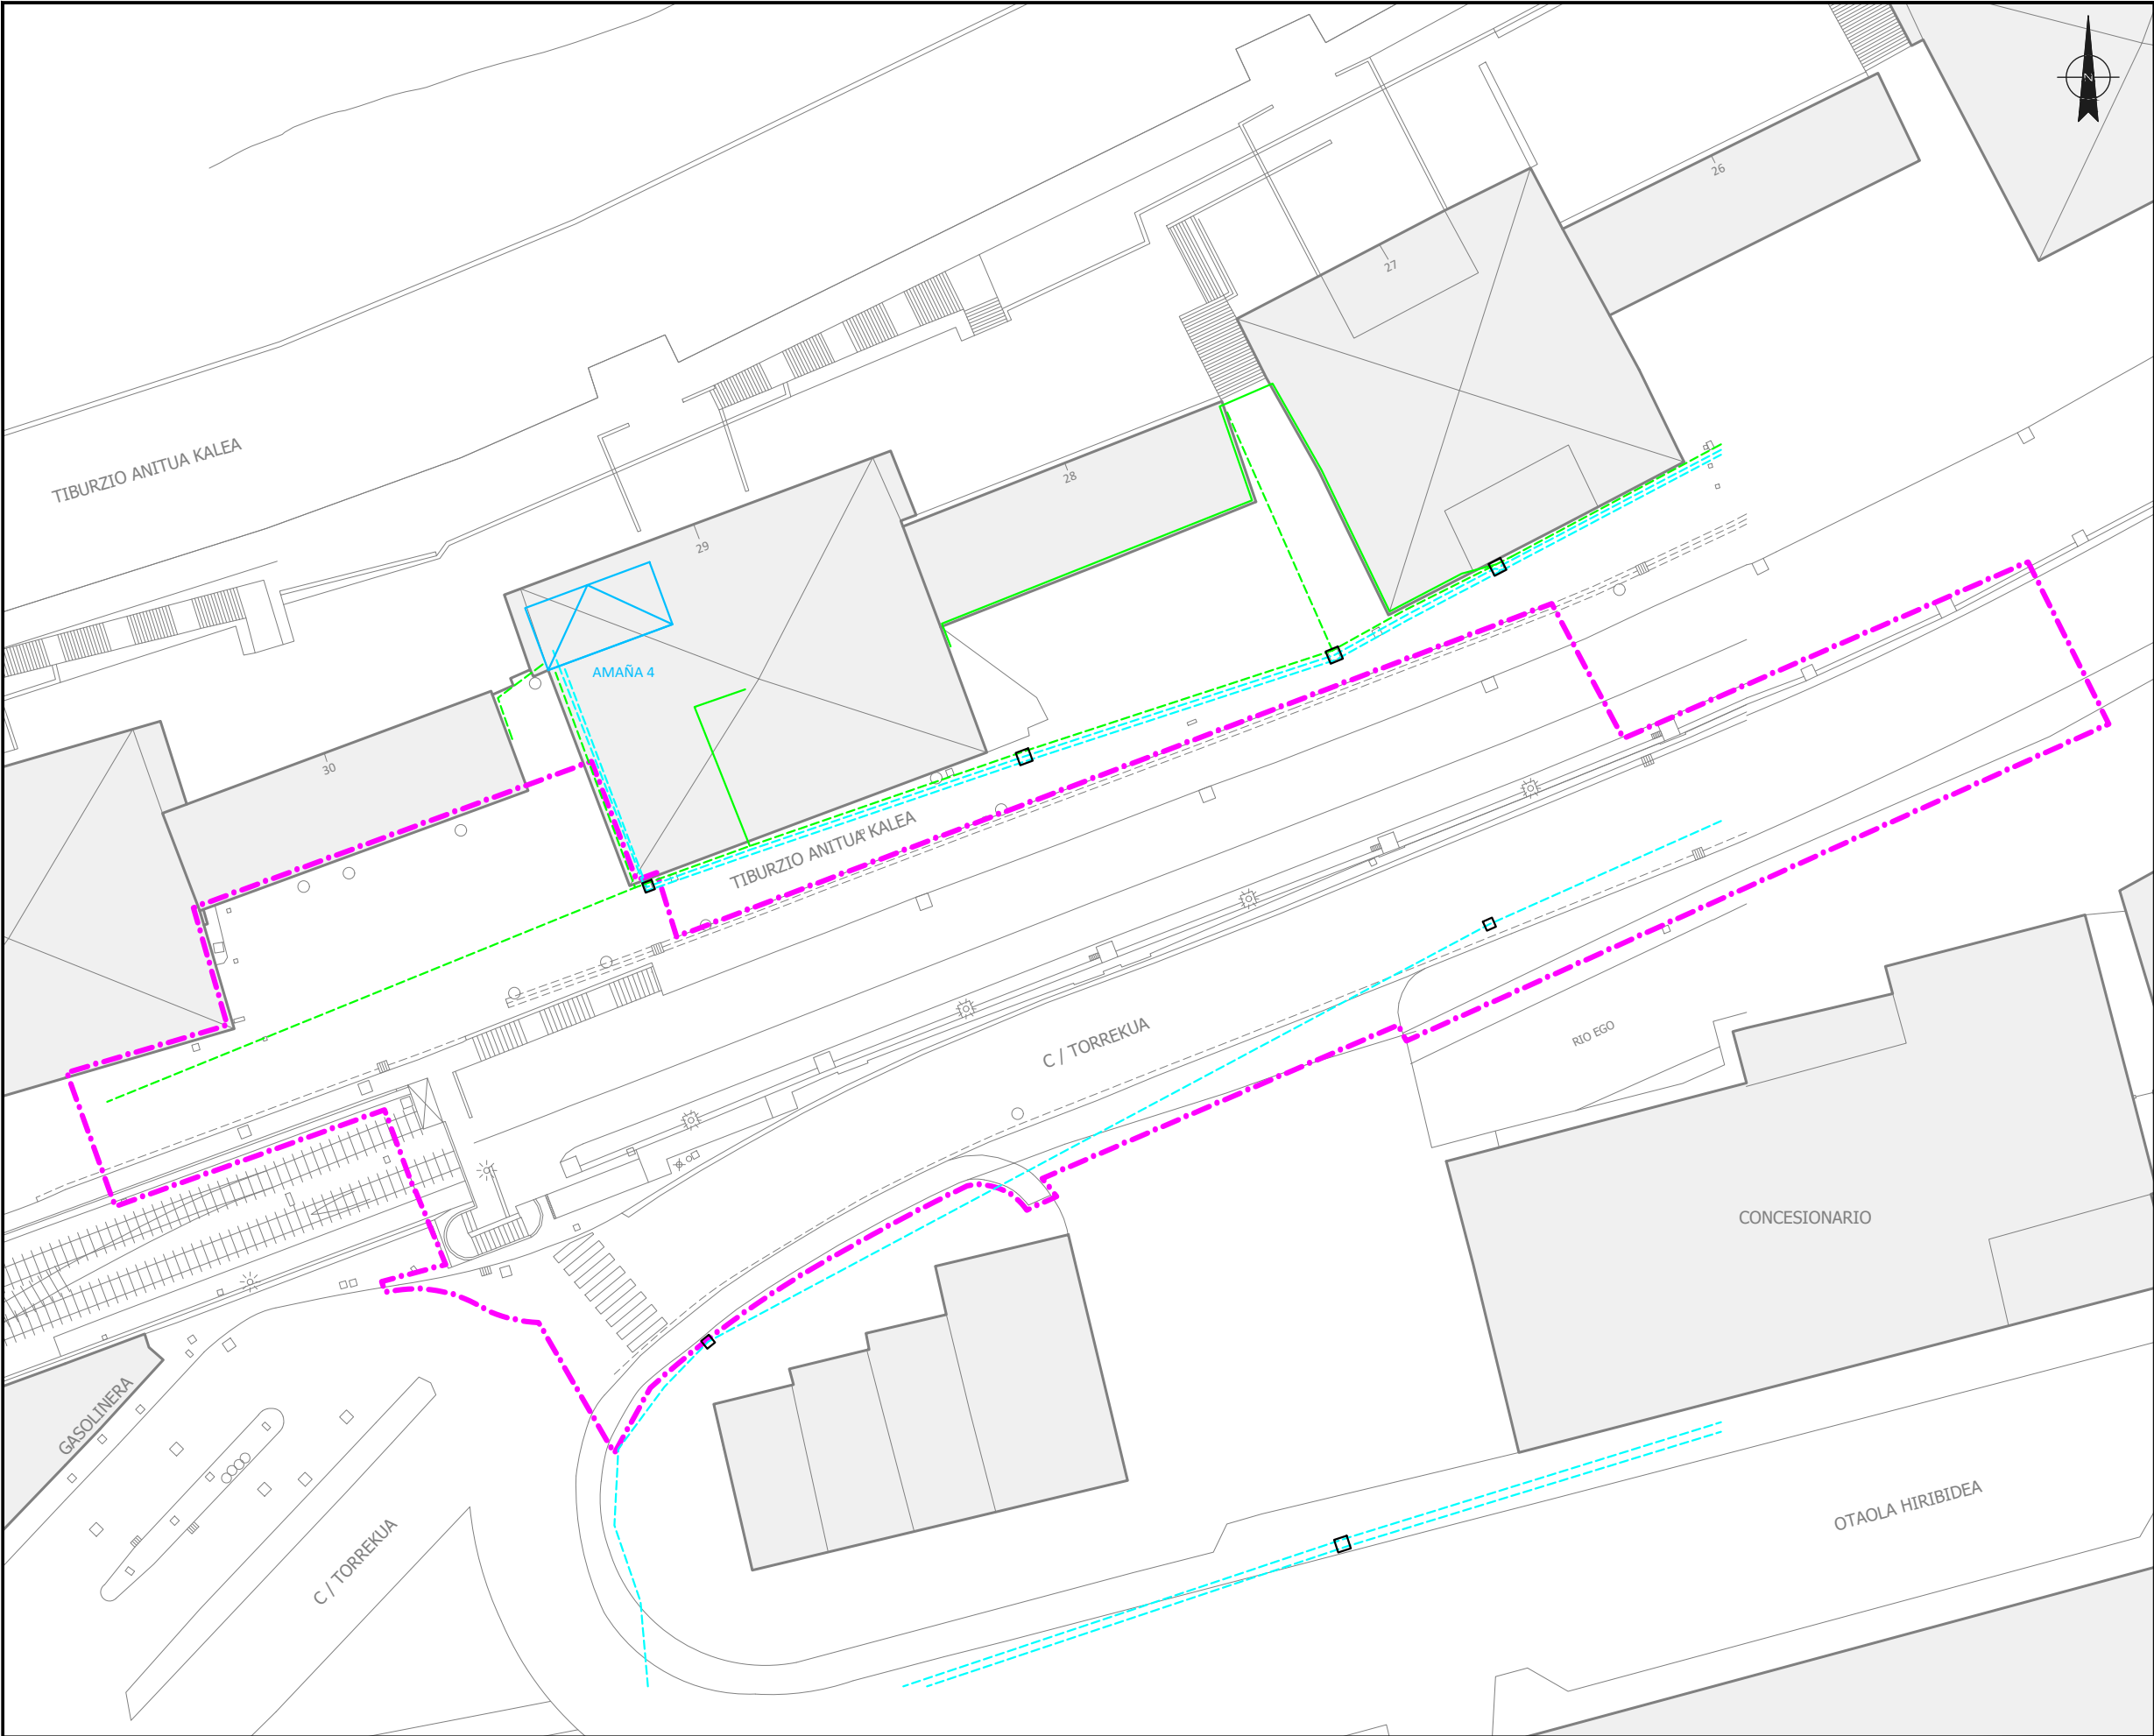 N
26
27
TIBURZIO ANITUA KALEA
28
29
AMAÑA 4
30
TIBURZIO ANITUA KALEA
C / TORREKUA
RIO EGO
CONCESIONARIO
GASOLINERA
OTAOLA HIRIBIDEA
C / TORREKUA